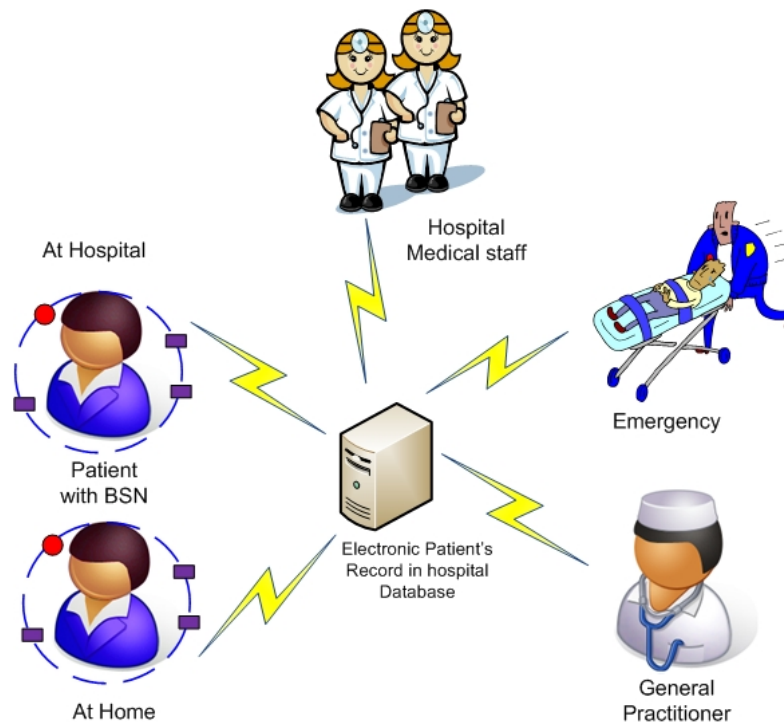 Hospital
Medical staff
At Hospital
Patient
with BSN
Emergency
Electronic Patient's
Record in hospital
Database
At Home
General
Practitioner